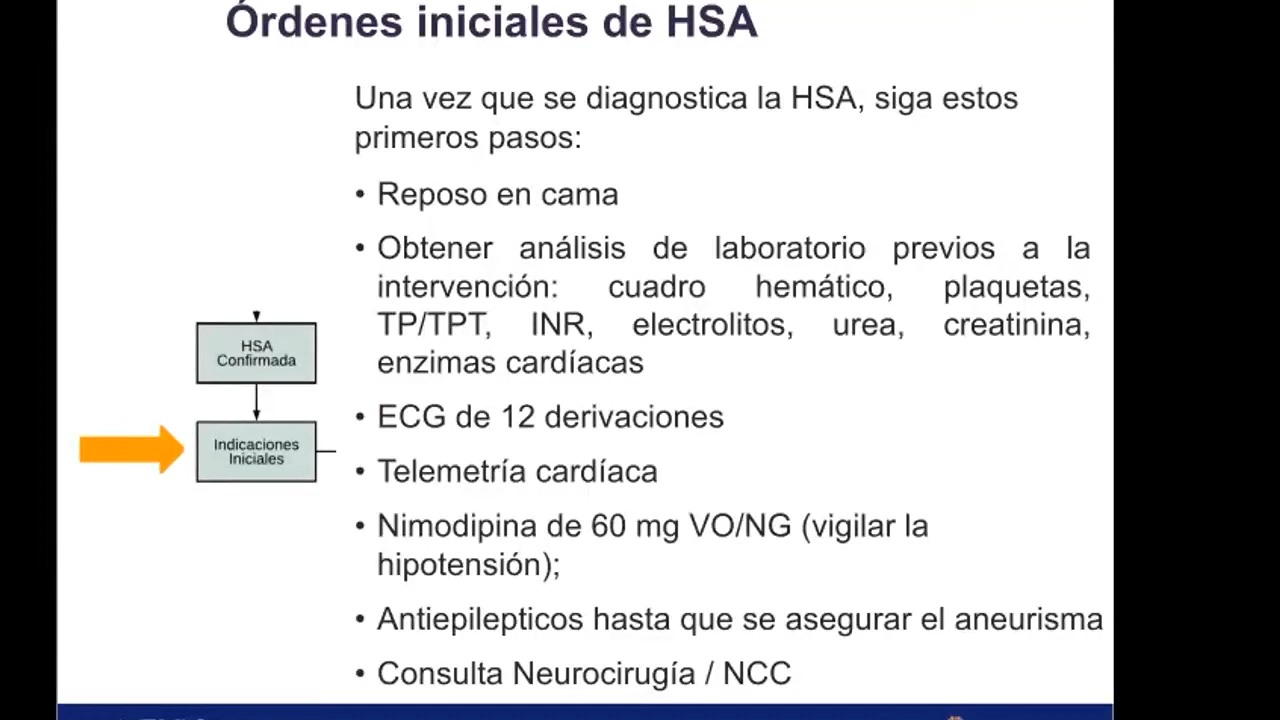 Órdenes iniciales de HSA
Una vez que se diagnostica la HSA, siga estos
primeros pasos:
• Reposo en cama
• Obtener análisis de laboratorio previos a la
intervención: cuadro hemático, plaquetas,
TP/TPT, INR, electrolitos, urea, creatinina,
enzimas cardíacas
• ECG de 12 derivaciones
• Telemetría cardíaca
• Nimodipina de 60 mg VO/NG (vigilar la
hipotensión);
• Antiepilepticos hasta que se asegurar el aneurisma
• Consulta Neurocirugía / NCC
HSA
Confirmada
Indicaciones
Iniciales